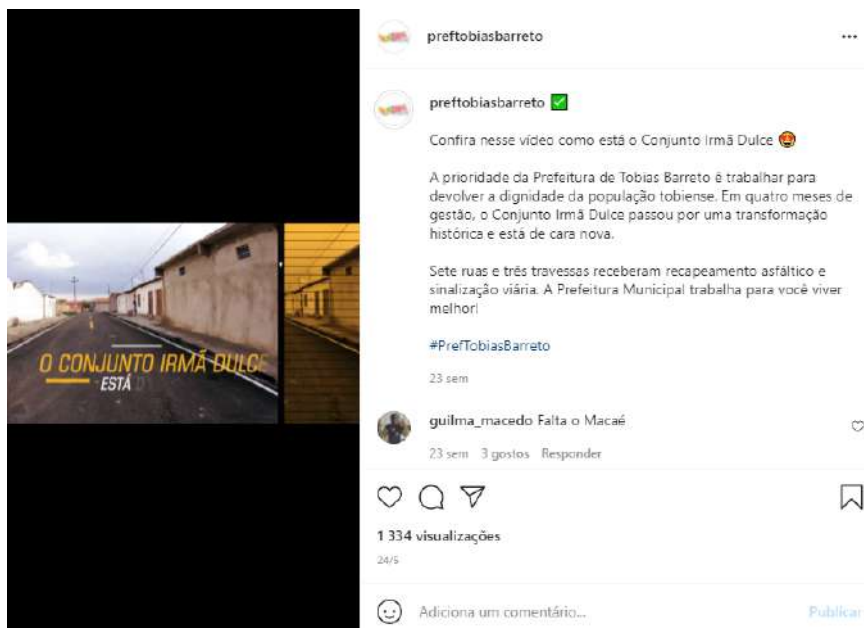 preftobiasbarreto
preftobiasbarreto
Confira nesse vídeo como está o Conjunto Irmã Dulce
A prioridade da Prefeitura de Tobias Barreto é trabalhar para
devolver a dignidade da população tobiense. Em quatro meses de
gestão, o Conjunto Irmã Dulce passou por uma transformação
histórica e está de cara nova.
Sete ruas e três travessas receberam recapeamento asfáltico e
sinalização viária. A Prefeitura Municipal trabalha para você viver
melhor!
#PrefTobiasBarreto
23 sem
O CONJUNTO IRMÃ DULCE
ESTÁ D
guilma_macedo Falta o Macaé
23 sem 3 gostos Responder
1 334 visualizações
24/5
Adiciona um comentário...
Publicar